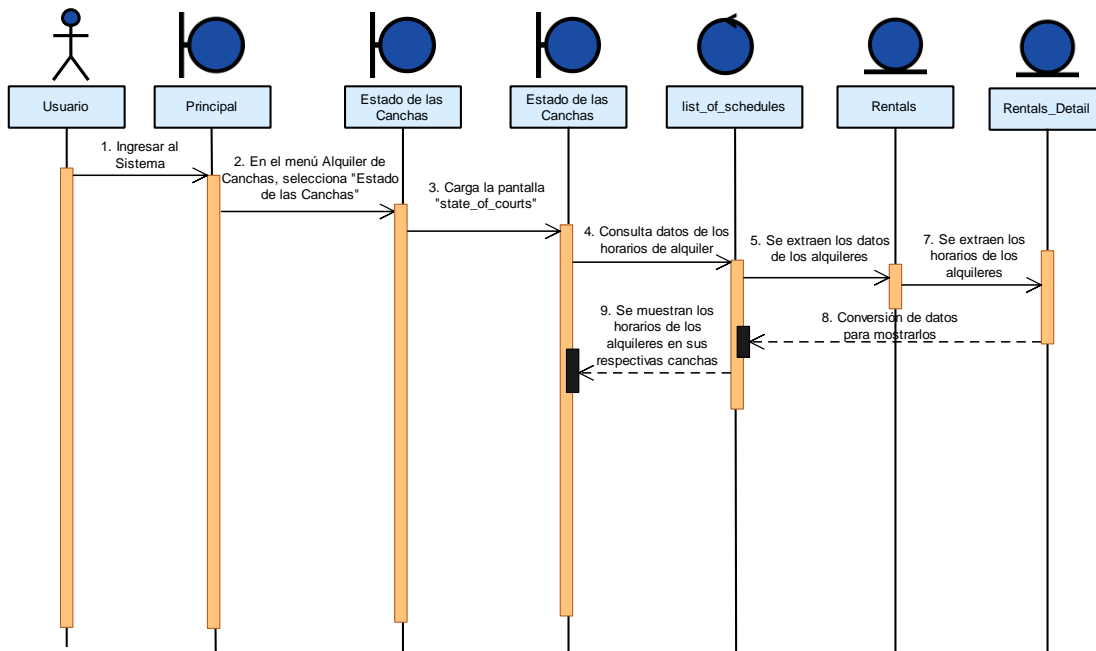 Usuario
Principal
Estado de las
Canchas
Estado de las
Canchas
list_of_schedules
Rentals
Rentals_Detail
1. Ingresar al
Sistema
2. En el menú Alquiler de
Canchas, selecciona "Estado
de las Canchas"
3. Carga la pantalla
"state_of_courts"
4. Consulta datos de los
horarios de alquiler
5. Se extraen los datos
de los alquileres
7. Se extraen los
horarios de los
alquileres
8. Conversión de datos
para mostrarlos
9. Se muestran los
horarios de los
alquileres en sus
respectivas canchas